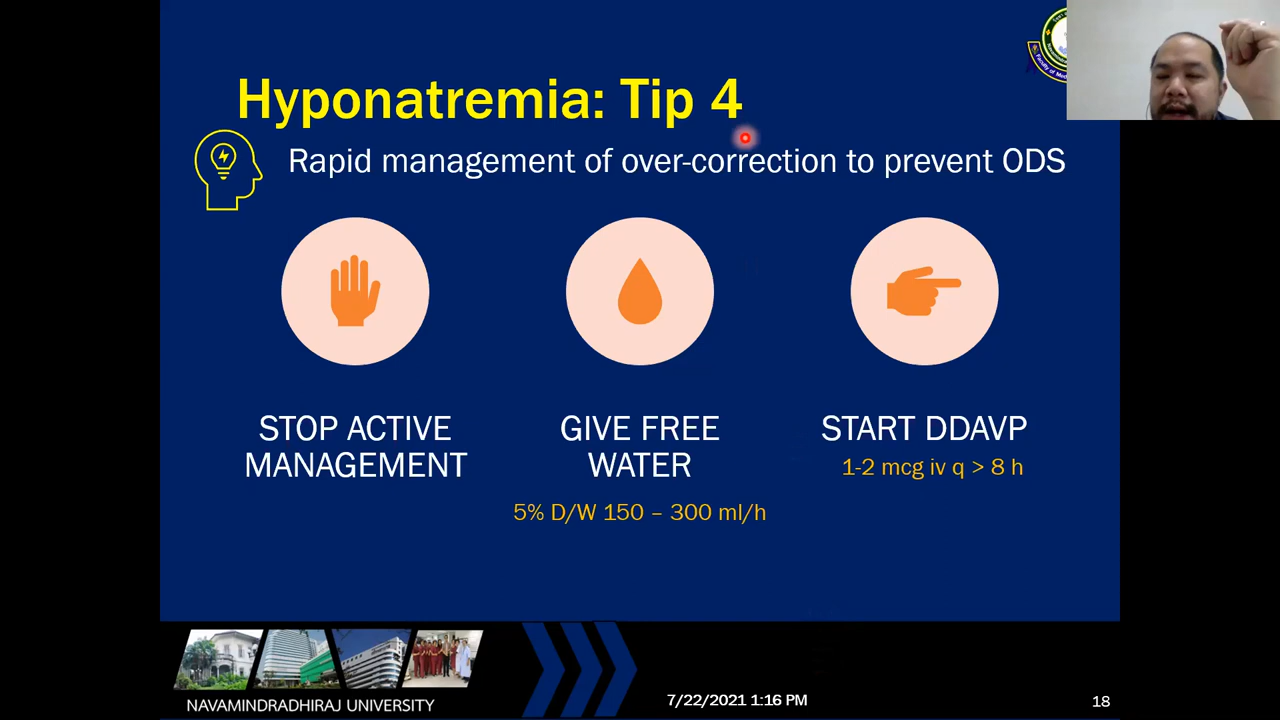 Hyponatremia: Tip 4
Rapid management of over-correction to prevent ODS
STOP ACTIVE
MANAGEMENT
GIVE FREE
WATER
5% D/W 150 – 300 ml/h
START DDAVP
1-2 mcg iv q > 8 h
NAVAMINDRADHIRAJ UNIVERSITY
7/22/2021 1:16 PM
18